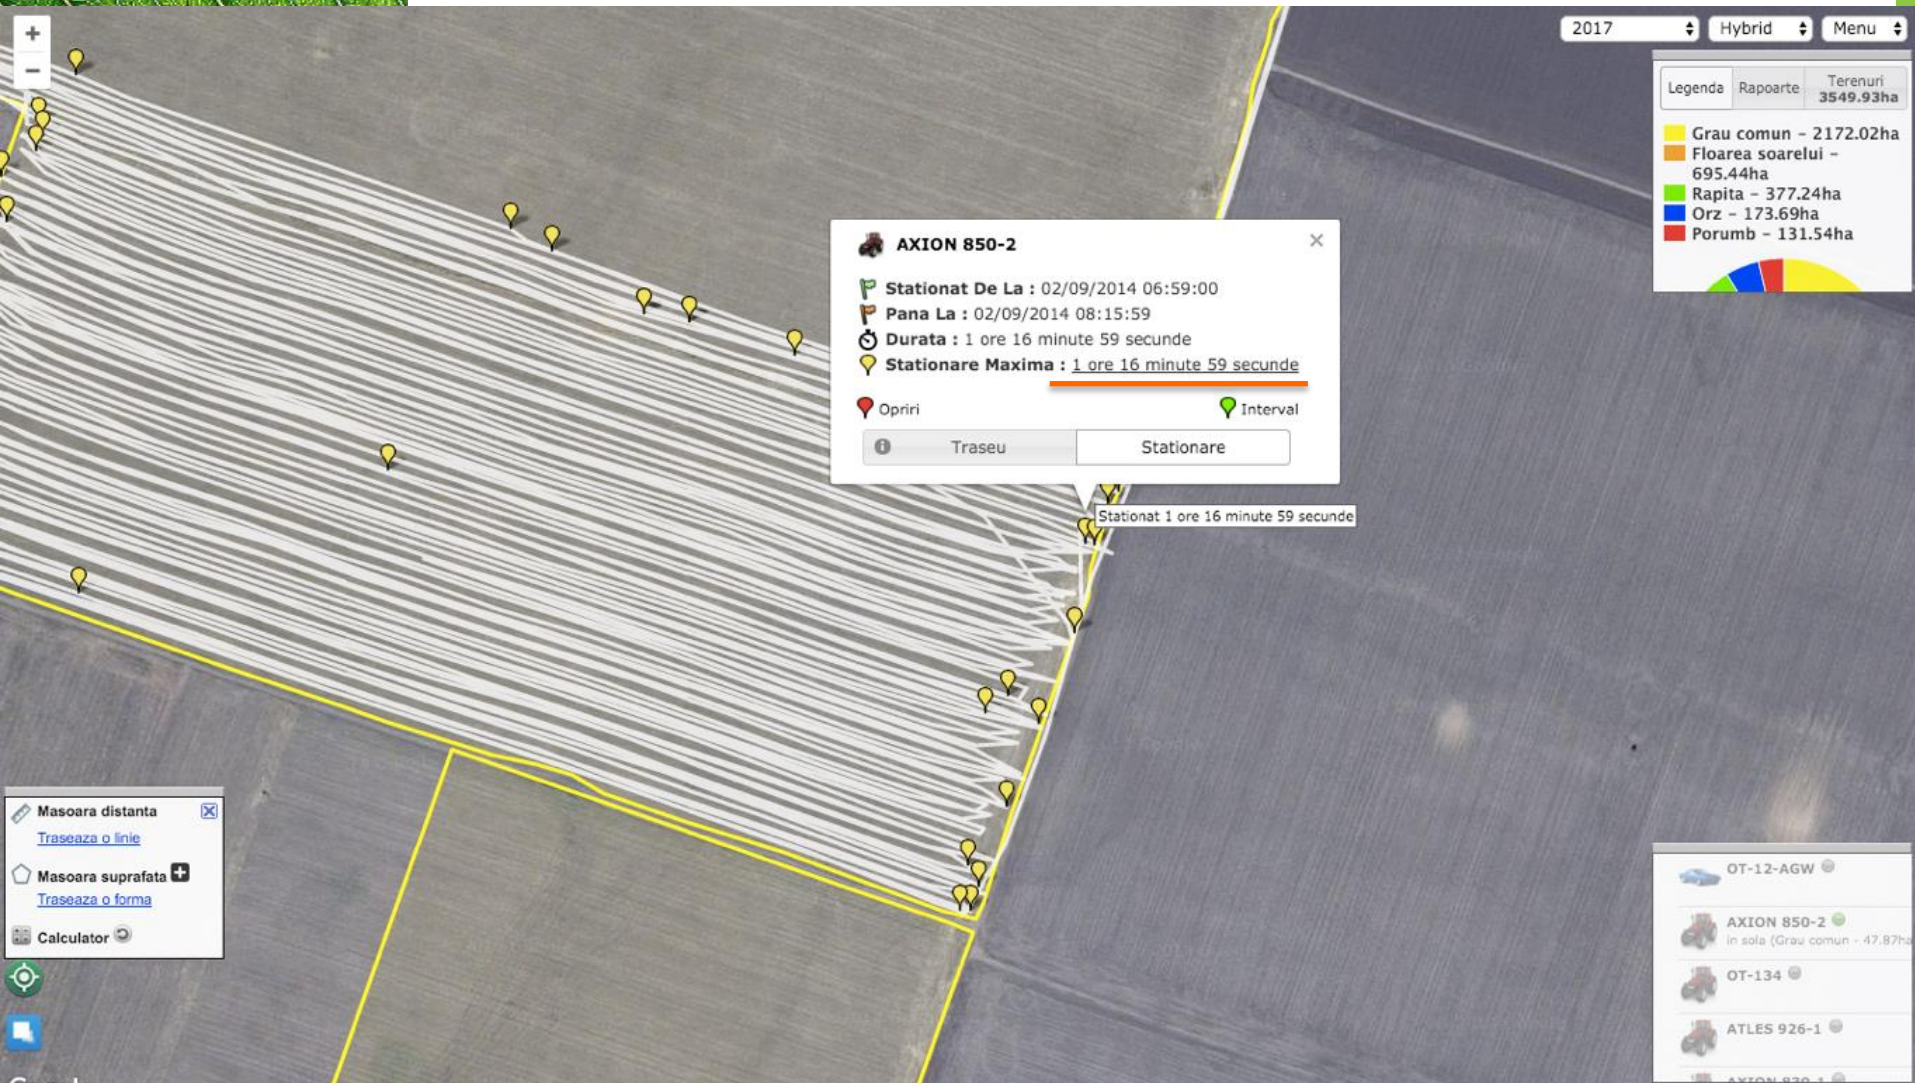 +
−
2017
Hybrid
Menu
Legenda
Rapoarte
Terenuri
3549.93ha
Grau comun – 2172.02ha
Floarea soarelui –
695.44ha
Rapita – 377.24ha
Orz – 173.69ha
Porumb – 131.54ha
AXION 850-2
×
Stationat De La : 02/09/2014 06:59:00
Pana La : 02/09/2014 08:15:59
Durata : 1 ore 16 minute 59 secunde
Stationare Maxima : 1 ore 16 minute 59 secunde
Opriri
Interval
Traseu
Stationare
Stationat 1 ore 16 minute 59 secunde
Masoara distanta
Traseaza o linie
Masoara suprafata
Traseaza o forma
Calculator
OT-12-AGW
AXION 850-2
in sola (Grau comun - 47.87ha
OT-134
ATLES 926-1